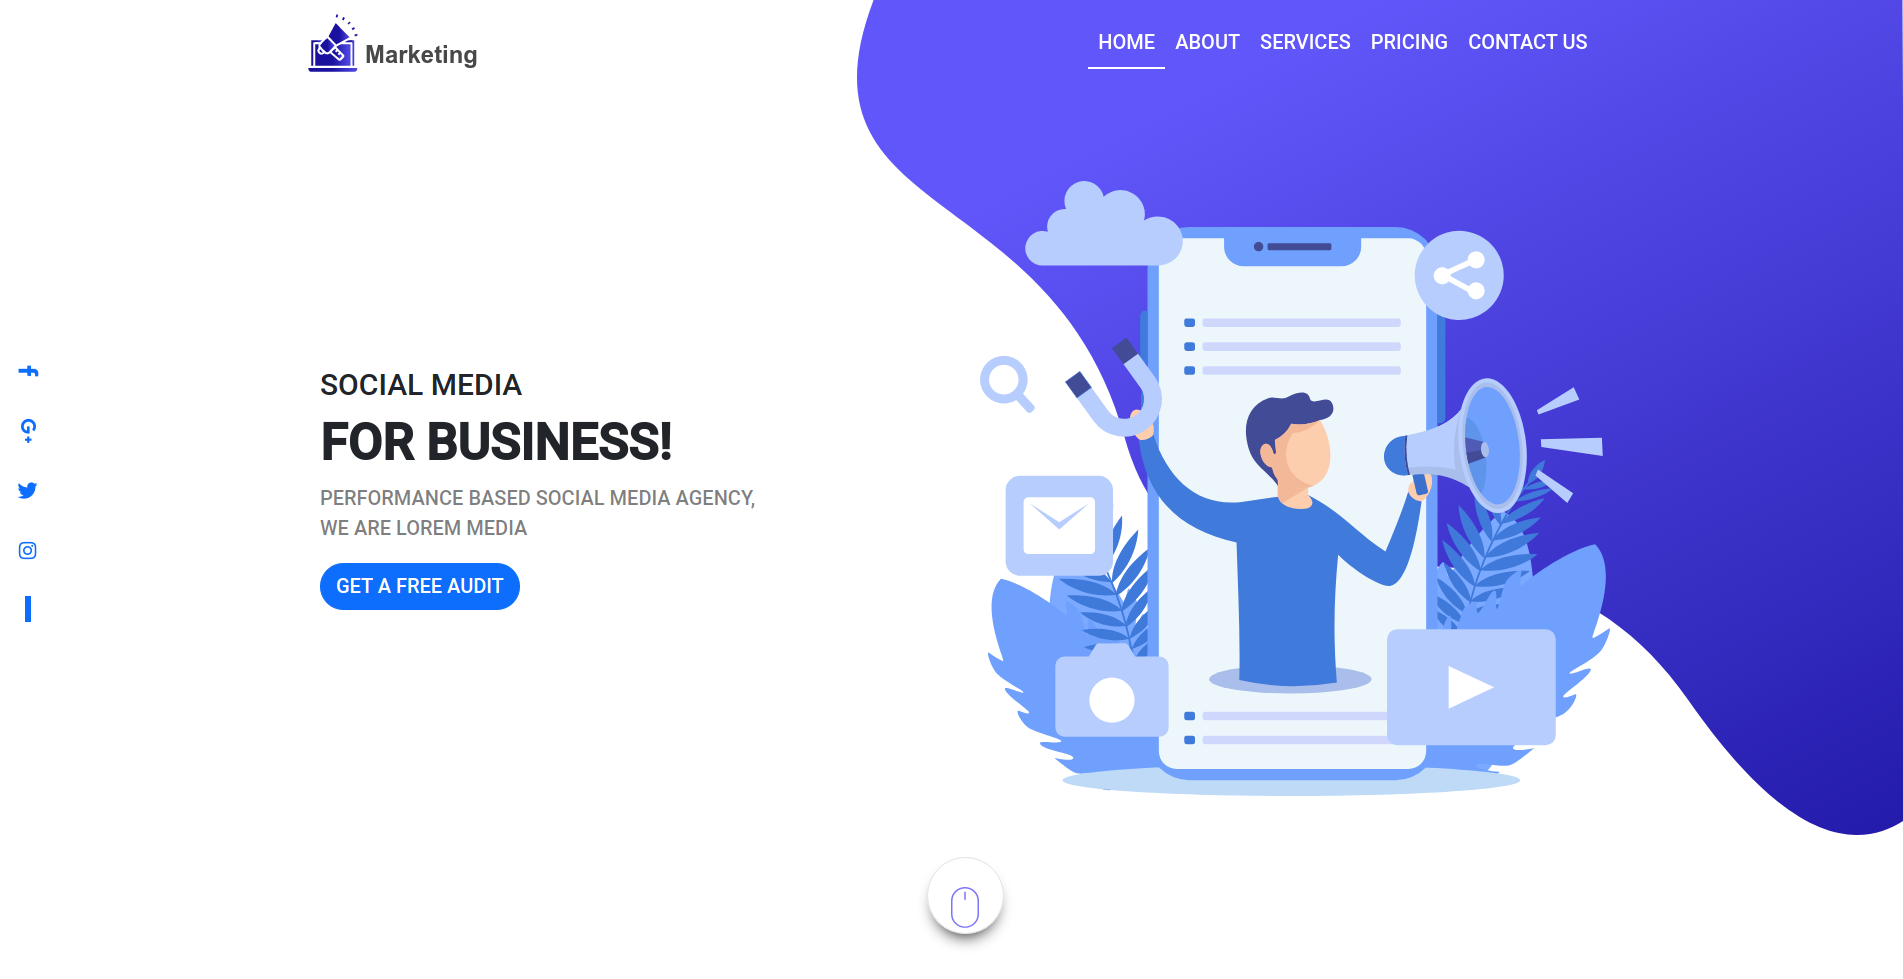 Marketing
HOME ABOUT SERVICES PRICING CONTACT US
SOCIAL MEDIA
FOR BUSINESS!
PERFORMANCE BASED SOCIAL MEDIA AGENCY,
WE ARE LOREM MEDIA
GET A FREE AUDIT